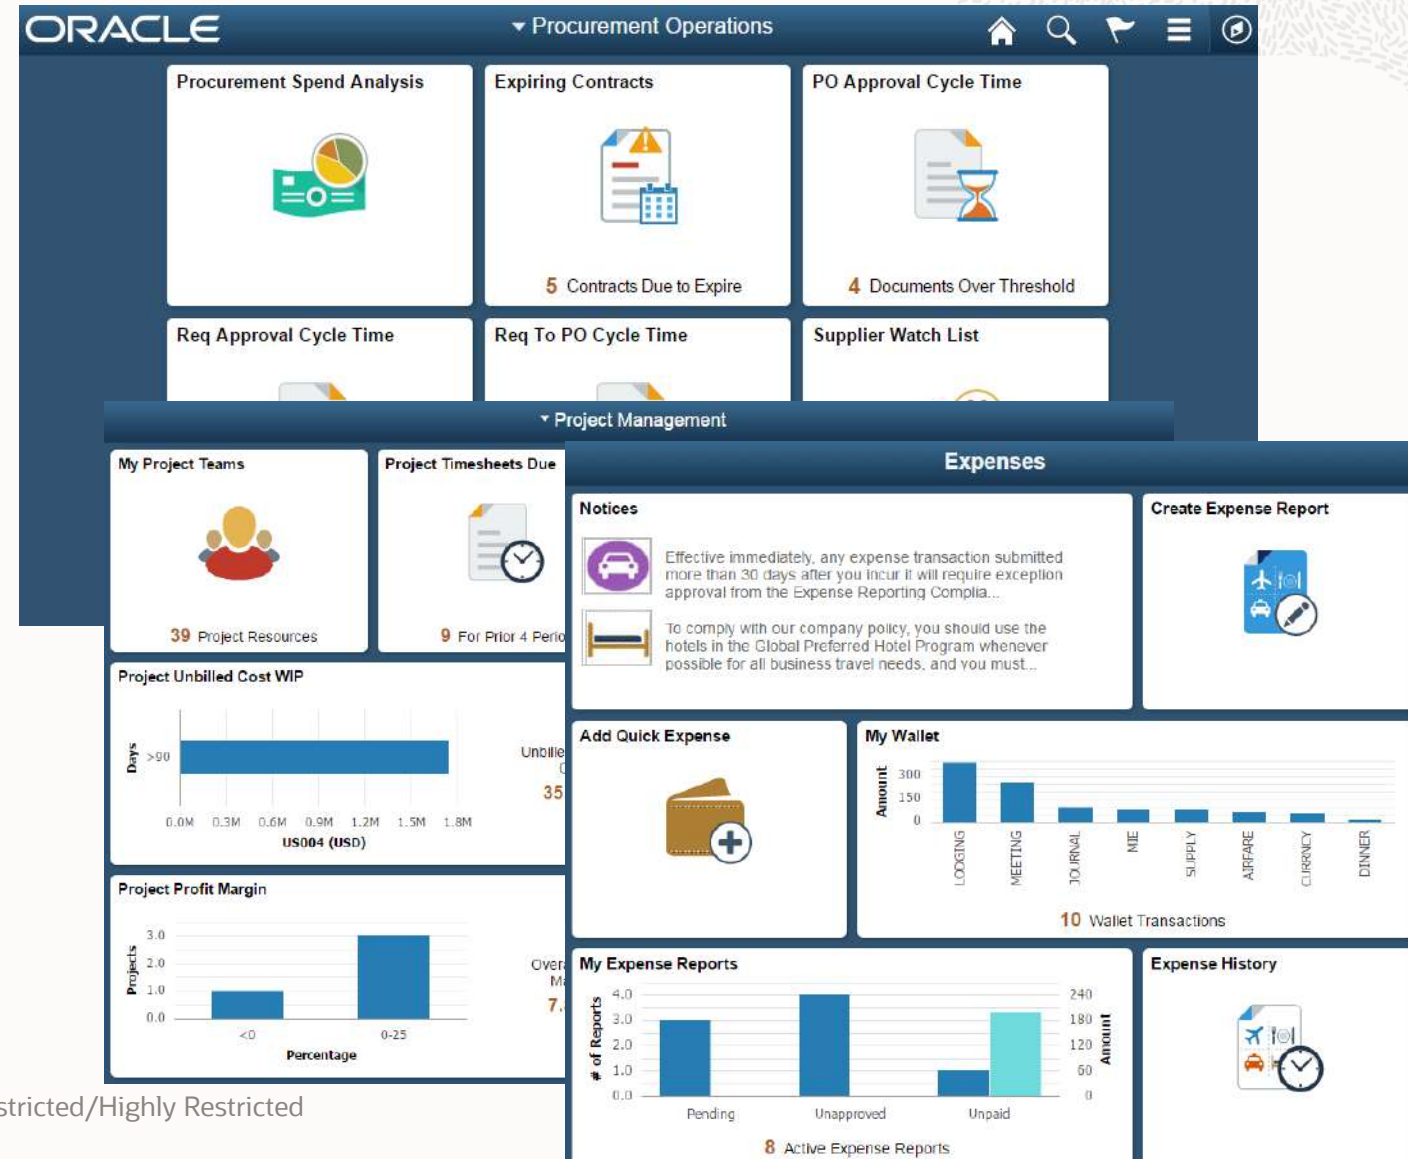 ORACLE
Procurement Operations
Procurement Spend Analysis
Expiring Contracts
5 Contracts Due to Expire
PO Approval Cycle Time
4 Documents Over Threshold
Req Approval Cycle Time
Req To PO Cycle Time
Supplier Watch List
Project Management
My Project Teams
39 Project Resources
Project Timesheets Due
9 For Prior 4
Project Unbilled Cost WIP
Days
>90
0.0M 0.3M 0.6M 0.9M 1.2M 1.5M 1.8M
US004 (USD)
35
Project Profit Margin
Projects
3.0
2.0
1.0
0.0
<0 0-25
Percentage
7.
Expenses
Notices
Effective immediately, any expense transaction submitted
more than 30 days after you incur it will require exception
approval from the Expense Reporting Complia...
To comply with our company policy, you should use the
hotels in the Global Preferred Hotel Program whenever
possible for all business travel needs, and you must...
Create Expense Report
Add Quick Expense
My Wallet
Amount
300
150
0
LODGING MEETING JOURNAL MIE SUPPLY AIRFARE CURRNCY DINNER
10 Wallet Transactions
My Expense Reports
# of Reports
4.0
3.0
2.0
1.0
0.0
240
180
120
60
0
Amount
Pending Unapproved Unpaid
8 Active Expense Reports
Expense History
stricted/Highly Restricted